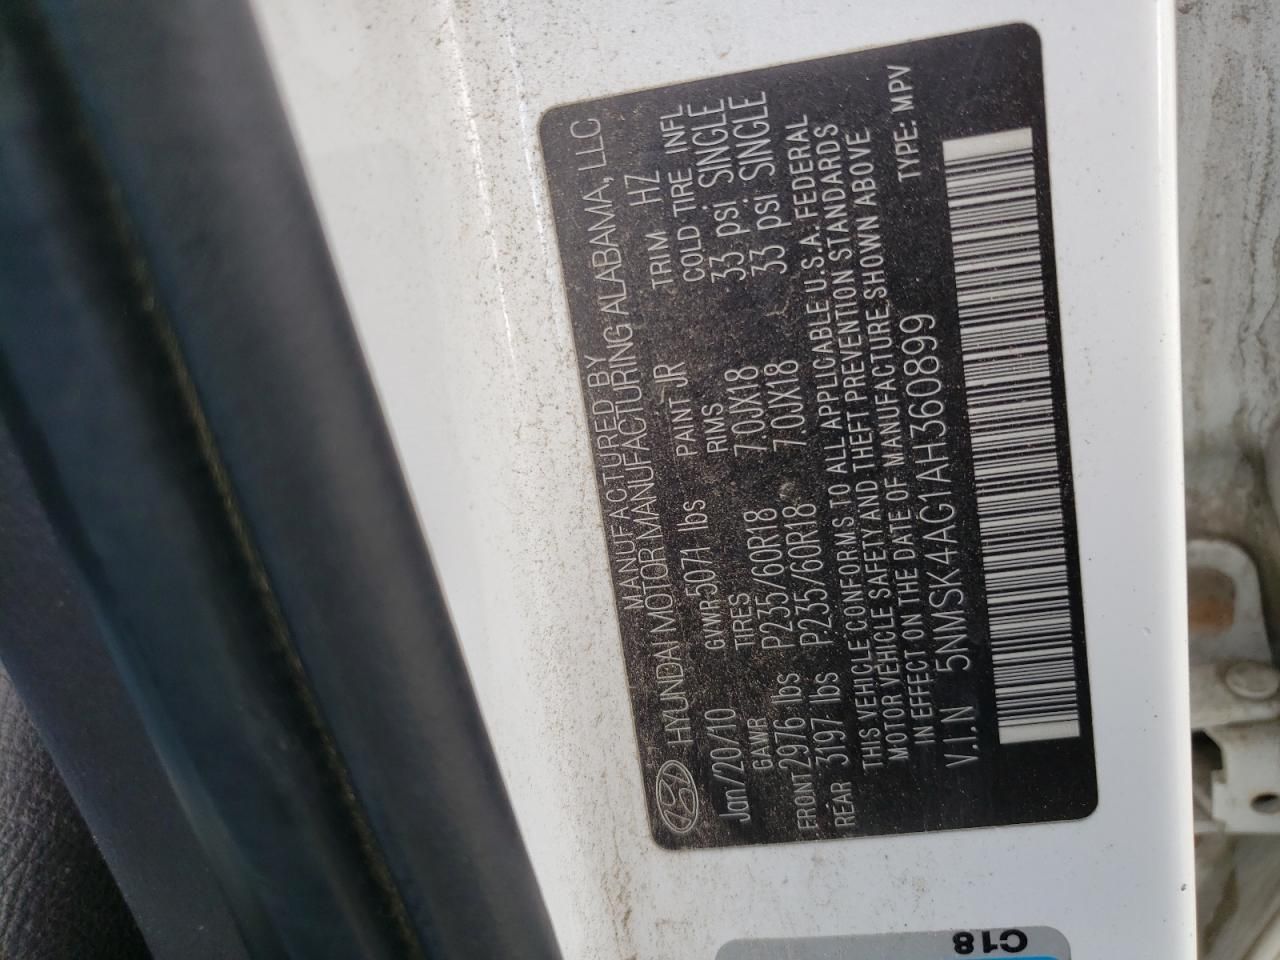 MANUFACTURED BY
HYUNDAI MOTOR MANUFACTURING ALABAMA, LLC
Jan/20/10 GVWR 5071 lbs PAINT JR TRIM HZ
GAWR TIRES RIMS COLD TIRE INFL
FRONT 2976 lbs P235/60R18 7.0JX18 33 psi SINGLE
REAR 3197 lbs P235/60R18 7.0JX18 33 psi SINGLE
THIS VEHICLE CONFORMS TO ALL APPLICABLE U.S.A. FEDERAL
MOTOR VEHICLE SAFETY AND THEFT PREVENTION STANDARDS
IN EFFECT ON THE DATE OF MANUFACTURE SHOWN ABOVE
V.I.N 5NMSK4AG1AH360899 TYPE: MPV
C18